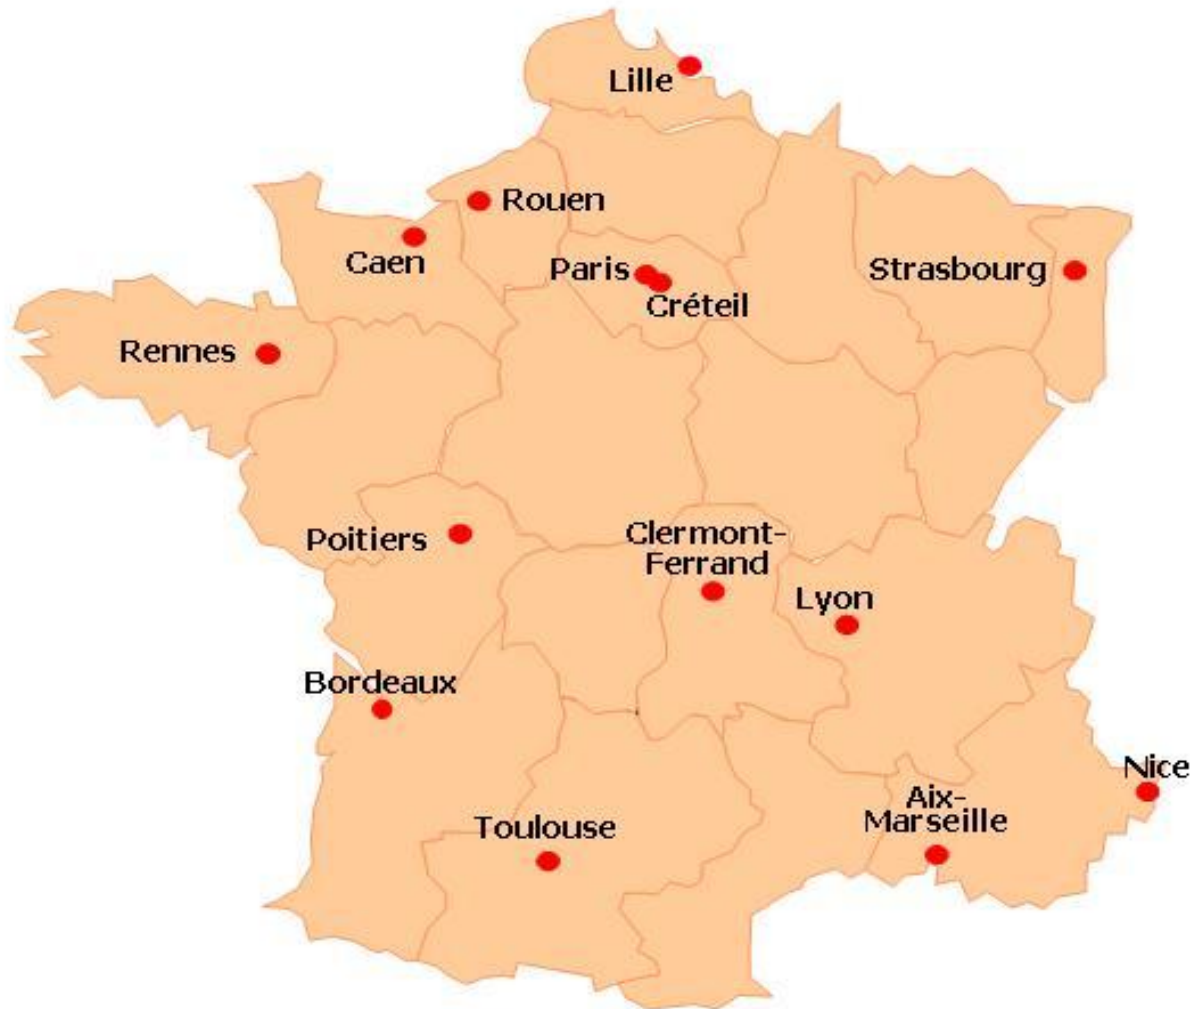 Lille
Rouen
Caen
Paris
Créteil
Strasbourg
Rennes
Poitiers
Clermont-
Ferrand
Lyon
Bordeaux
Nice
Aix-
Marseille
Toulouse